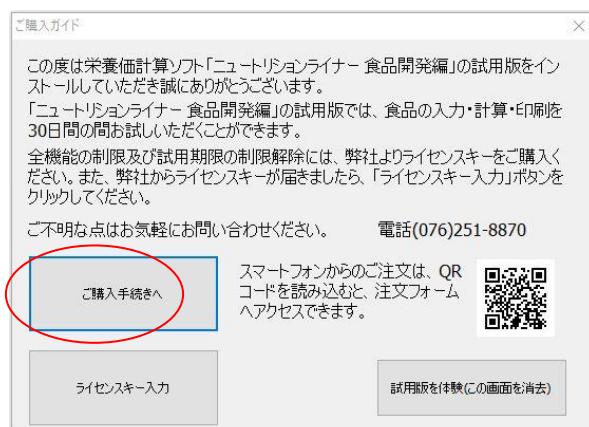 ご購入ガイド
この度は栄養価計算ソフト「ニュートリションライナー 食品開発編」の試用版をイン
ストールしていただき誠にありがとうございます。
「ニュートリションライナー 食品開発編」の試用版では、食品の入力・計算・印刷を
30日間の間お試しいただくことができます。
全機能の制限及び試用期限の制限解除には、弊社よりライセンスキーをご購入く
ださい。また、弊社からライセンスキーが届きましたら、「ライセンスキー入力」ボタンを
クリックしてください。
ご不明な点はお気軽にお問い合わせください。 電話(076)251-8870
ご購入手続きへ
スマートフォンからのご注文は、QR
コードを読み込むと、注文フォーム
へアクセスできます。
ライセンスキー入力
試用版を体験(この画面を消去)